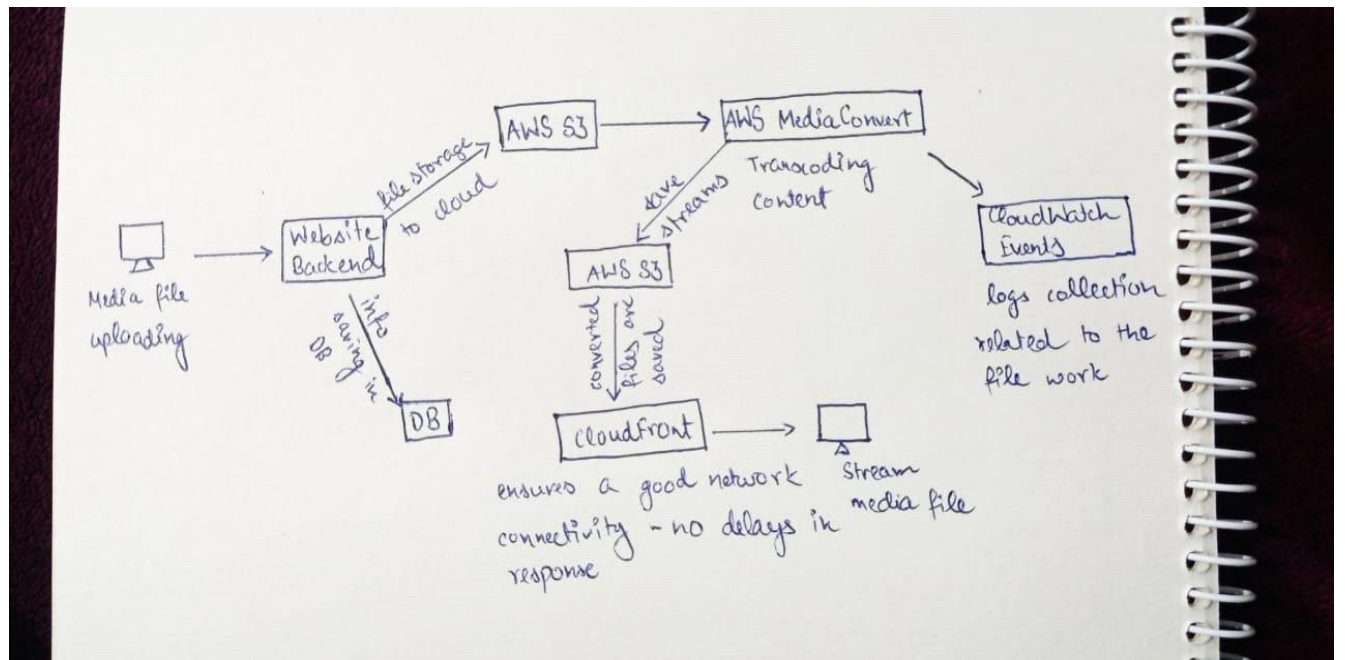 Media file
uploading
Website
Backend
file storage
to cloud
info
saving in
DB
DB
AWS S3
AWS MediaConvert
Transcoding
content
save
streams
AWS S3
converted
files are
saved
CloudFront
ensures a good network
connectivity - no delays in
response
Stream
media file
CloudWatch
Events
logs collection
related to the
file work